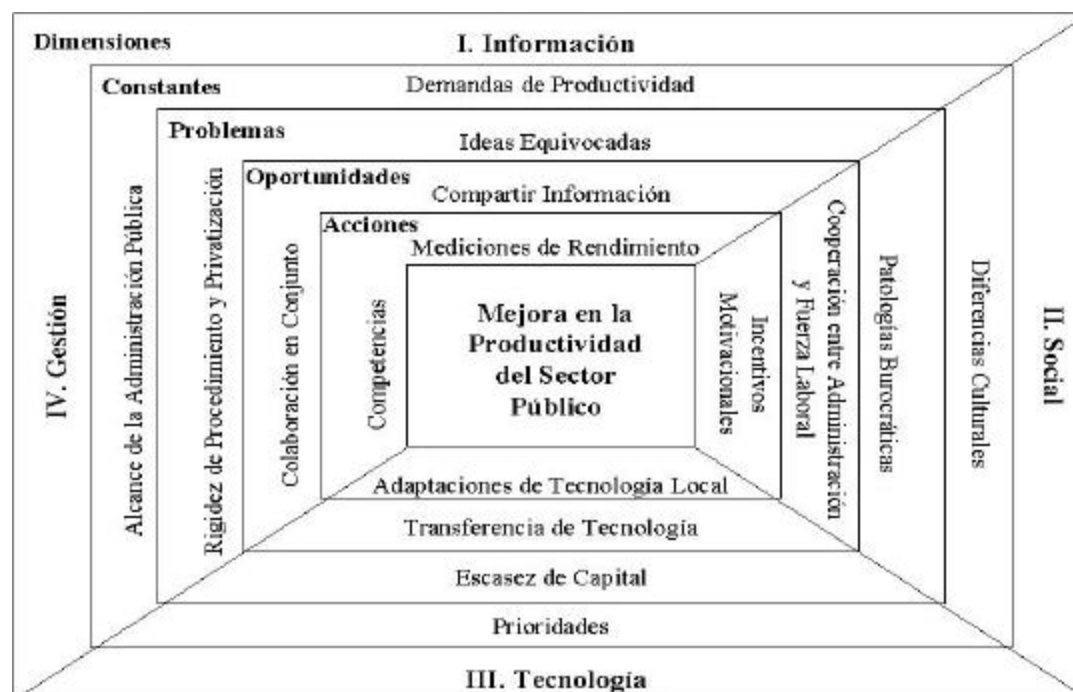 Dimensiones
I. Información
Constantes
Demandas de Productividad
Problemas
Ideas Equivocadas
Oportunidades
Compartir Información
Acciones
Mediciones de Rendimiento
IV. Gestión
Alcance de la Administración Pública
Rigidez de Procedimiento y Privatización
Colaboración en Conjunto
Competencias
Mejora en la
Productividad
del Sector
Público
Incentivos
Motivacionales
Cooperación entre Administración
y Fuerza Laboral
Patologías Burocráticas
Diferencias Culturales
II. Social
Adaptaciones de Tecnología Local
Transferencia de Tecnología
Escasez de Capital
Prioridades
III. Tecnología